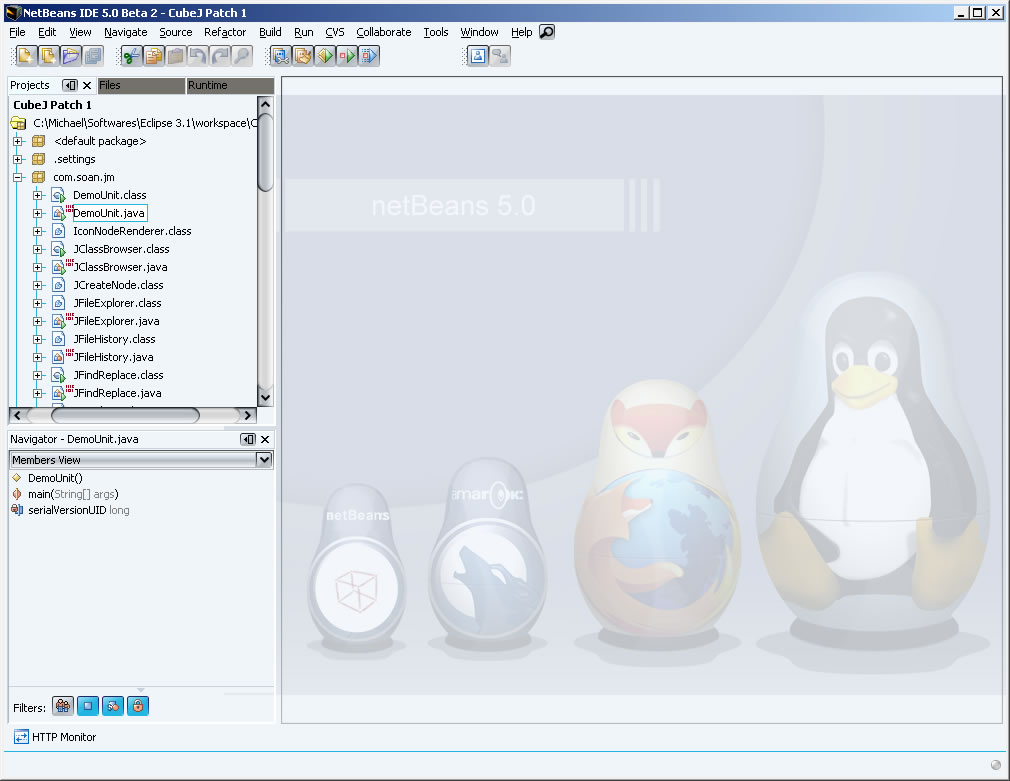 NetBeans IDE 5.0 Beta 2 - CubeJ Patch 1
File Edit View Navigate Source Refactor Build Run CVS Collaborate Tools Window Help
Projects Files Runtime
CubeJ Patch 1
C:\Michael\Softwares\Eclipse 3.1\workspace\C
<default package>
.settings
com.soan.jm
DemoUnit.class
DemoUnit.java
IconNodeRenderer.class
JClassBrowser.class
JClassBrowser.java
JCreateNode.class
JFileExplorer.class
JFileExplorer.java
JFileHistory.class
JFileHistory.java
JFindReplace.class
JFindReplace.java
Navigator - DemoUnit.java
Members View
DemoUnit()
main(String[] args)
serialVersionUID long
Filters:
HTTP Monitor
netBeans 5.0
netBeans